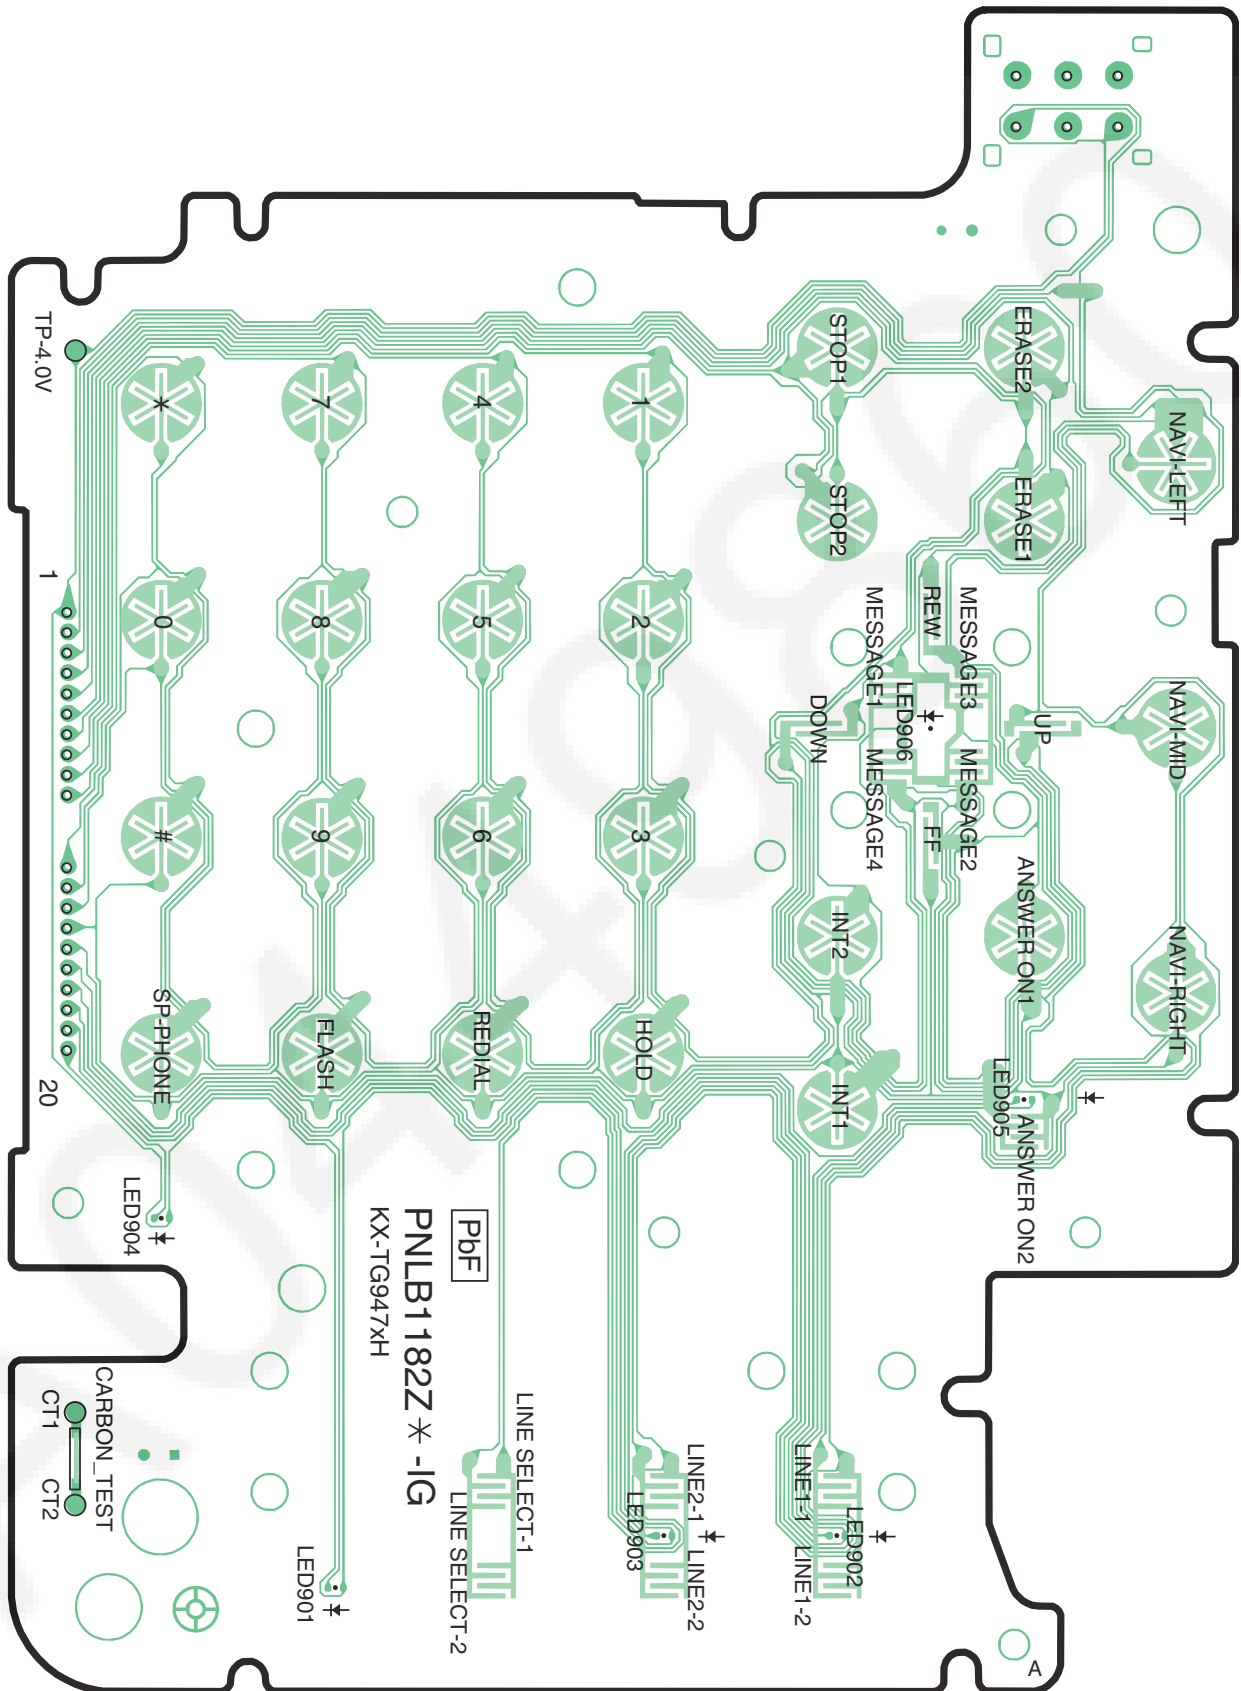 NAVI-LEFT
NAVI-MID
NAVI-RIGHT
ERASE2
ERASE1
UP
ANSWER ON1
ANSWER ON2
LED905
MESSAGE3
MESSAGE2
REW
FF
LED906
MESSAGE1
MESSAGE4
STOP1
STOP2
DOWN
INT2
INT1
LED902
LINE1-1
LINE1-2
1
2
3
HOLD
LINE2-1
LINE2-2
LED903
4
5
6
REDIAL
LINE SELECT-1
LINE SELECT-2
PbF
PNLB1182Z＊-IG
KX-TG947xH
7
8
9
FLASH
LED901
＊
0
#
SP-PHONE
LED904
TP-4.0V
1
20
CARBON_TEST
CT1
CT2
A